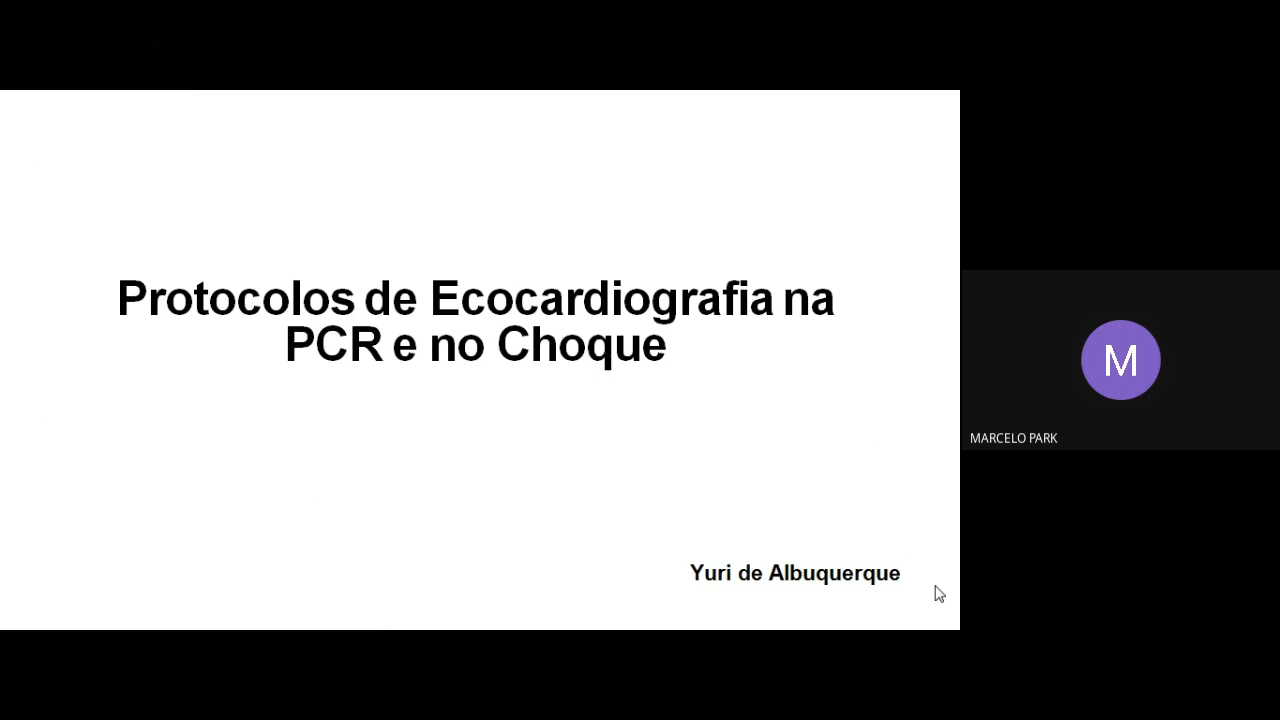 Protocolos de Ecocardiografia na
PCR e no Choque
Yuri de Albuquerque
M
MARCELO PARK